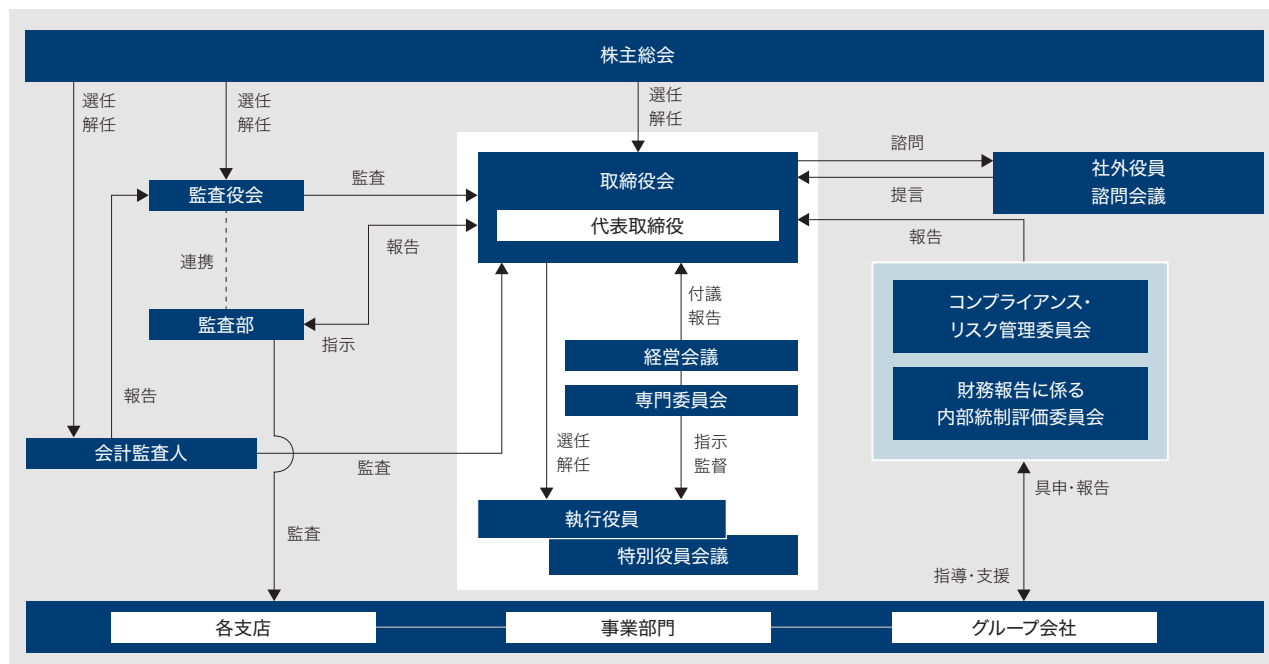 株主総会
選任
解任
選任
解任
選任
解任
監査役会
監査
取締役会
代表取締役
諮問
提言
社外役員
諮問会議
報告
連携
報告
監査部
指示
付議
報告
経営会議
専門委員会
コンプライアンス・
リスク管理委員会
財務報告に係る
内部統制評価委員会
報告
会計監査人
監査
選任
解任
指示
監督
具申・報告
執行役員
特別役員会議
監査
指導・支援
各支店
事業部門
グループ会社